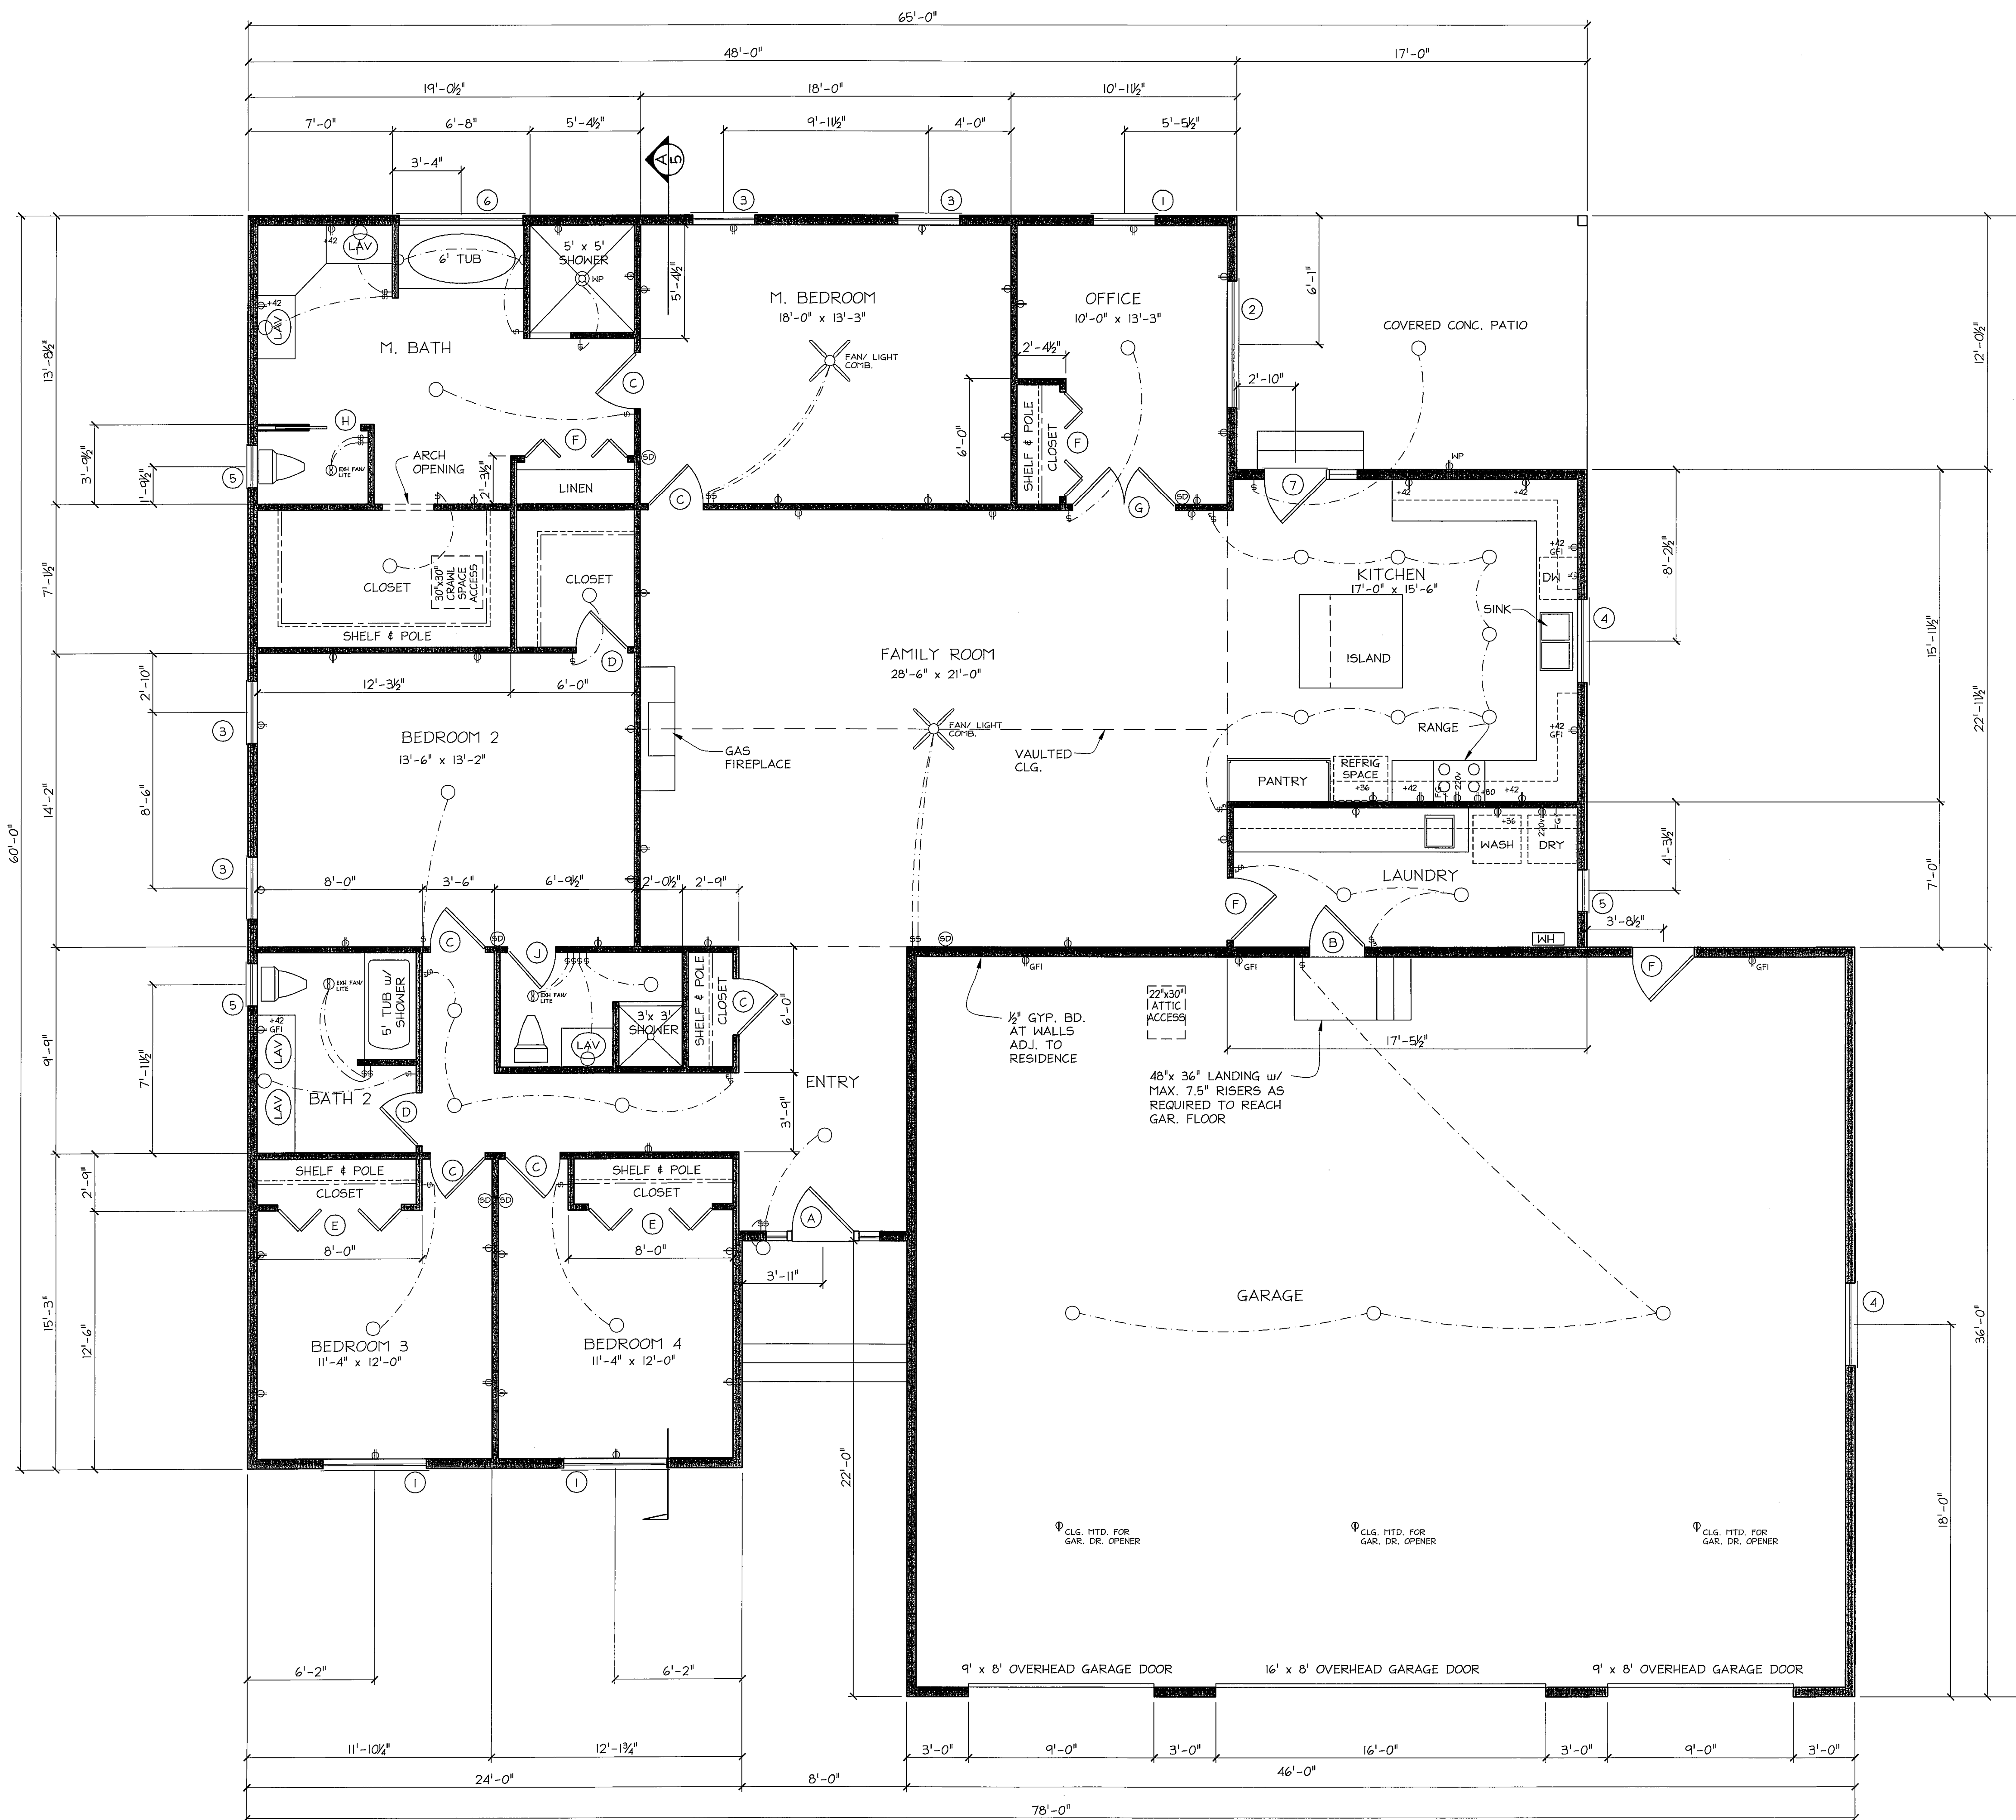 65'-0"
48'-0"
17'-0"
19'-0½"
18'-0"
10'-11½"
7'-0"
6'-8"
5'-4½"
9'-11½"
4'-0"
5'-5½"
3'-4"
A
5
6
3
3
1
+42
LAV
6' TUB
5' x 5'
SHOWER
WP
5'-4½"
+42
LAV
M. BATH
M. BEDROOM
18'-0" x 13'-3"
FAN/ LIGHT
COMB.
OFFICE
10'-0" x 13'-3"
2
6'-1"
COVERED CONC. PATIO
2'-4½"
2'-10"
C
13'-8½"
12'-0½"
H
F
EXH FAN/
LITE
ARCH
OPENING
2'-3½"
LINEN
SD
6'-0"
SHELF & POLE
CLOSET
F
3'-9½"
1'-9½"
5
C
SD
G
7
WP
+42
+42
CLOSET
30"x30"
CRAWL
SPACE
ACCESS
SHELF & POLE
CLOSET
D
7'-1½"
KITCHEN
17'-0" x 15'-6"
+42
GFI
DW
SINK
4
8'-2½"
ISLAND
FAMILY ROOM
28'-6" x 21'-0"
15'-11½"
22'-11½"
12'-3½"
6'-0"
2'-10"
3
BEDROOM 2
13'-6" x 13'-2"
GAS
FIREPLACE
FAN/ LIGHT
COMB.
VAULTED
CLG.
RANGE
+42
GFI
PANTRY
REFRIG
SPACE
+36
+42
220v
+80
+42
8'-6"
14'-2"
60'-0"
3
8'-0"
3'-6"
6'-9½"
2'-0½"
2'-9"
+36
WASH
220v
DRY
LAUNDRY
F
B
WH
5
4'-3½"
7'-0"
3'-8½"
C
SD
J
SD
GFI
GFI
F
GFI
5
EXH FAN/
LITE
5' TUB w/
SHOWER
EXH FAN/
LITE
3'x 3'
SHOWER
LAV
SHELF & POLE
CLOSET
C
6'-0"
+42
GFI
LAV
LAV
BATH 2
D
9'-9"
7'-11½"
ENTRY
3'-9"
½" GYP. BD.
AT WALLS
ADJ. TO
RESIDENCE
22"x30"
ATTIC
ACCESS
48"x 36" LANDING w/
MAX. 7.5" RISERS AS
REQUIRED TO REACH
GAR. FLOOR
17'-5½"
SHELF & POLE
CLOSET
C
C
SHELF & POLE
CLOSET
SD
SD
E
E
A
2'-9"
8'-0"
8'-0"
3'-11"
GARAGE
4
BEDROOM 3
11'-4" x 12'-0"
BEDROOM 4
11'-4" x 12'-0"
15'-3"
12'-6"
36'-0"
1
1
22'-0"
18'-0"
CLG. MTD. FOR
GAR. DR. OPENER
CLG. MTD. FOR
GAR. DR. OPENER
CLG. MTD. FOR
GAR. DR. OPENER
6'-2"
6'-2"
9' x 8' OVERHEAD GARAGE DOOR
16' x 8' OVERHEAD GARAGE DOOR
9' x 8' OVERHEAD GARAGE DOOR
11'-10¼"
12'-1¾"
3'-0"
9'-0"
3'-0"
16'-0"
3'-0"
9'-0"
3'-0"
24'-0"
8'-0"
46'-0"
78'-0"